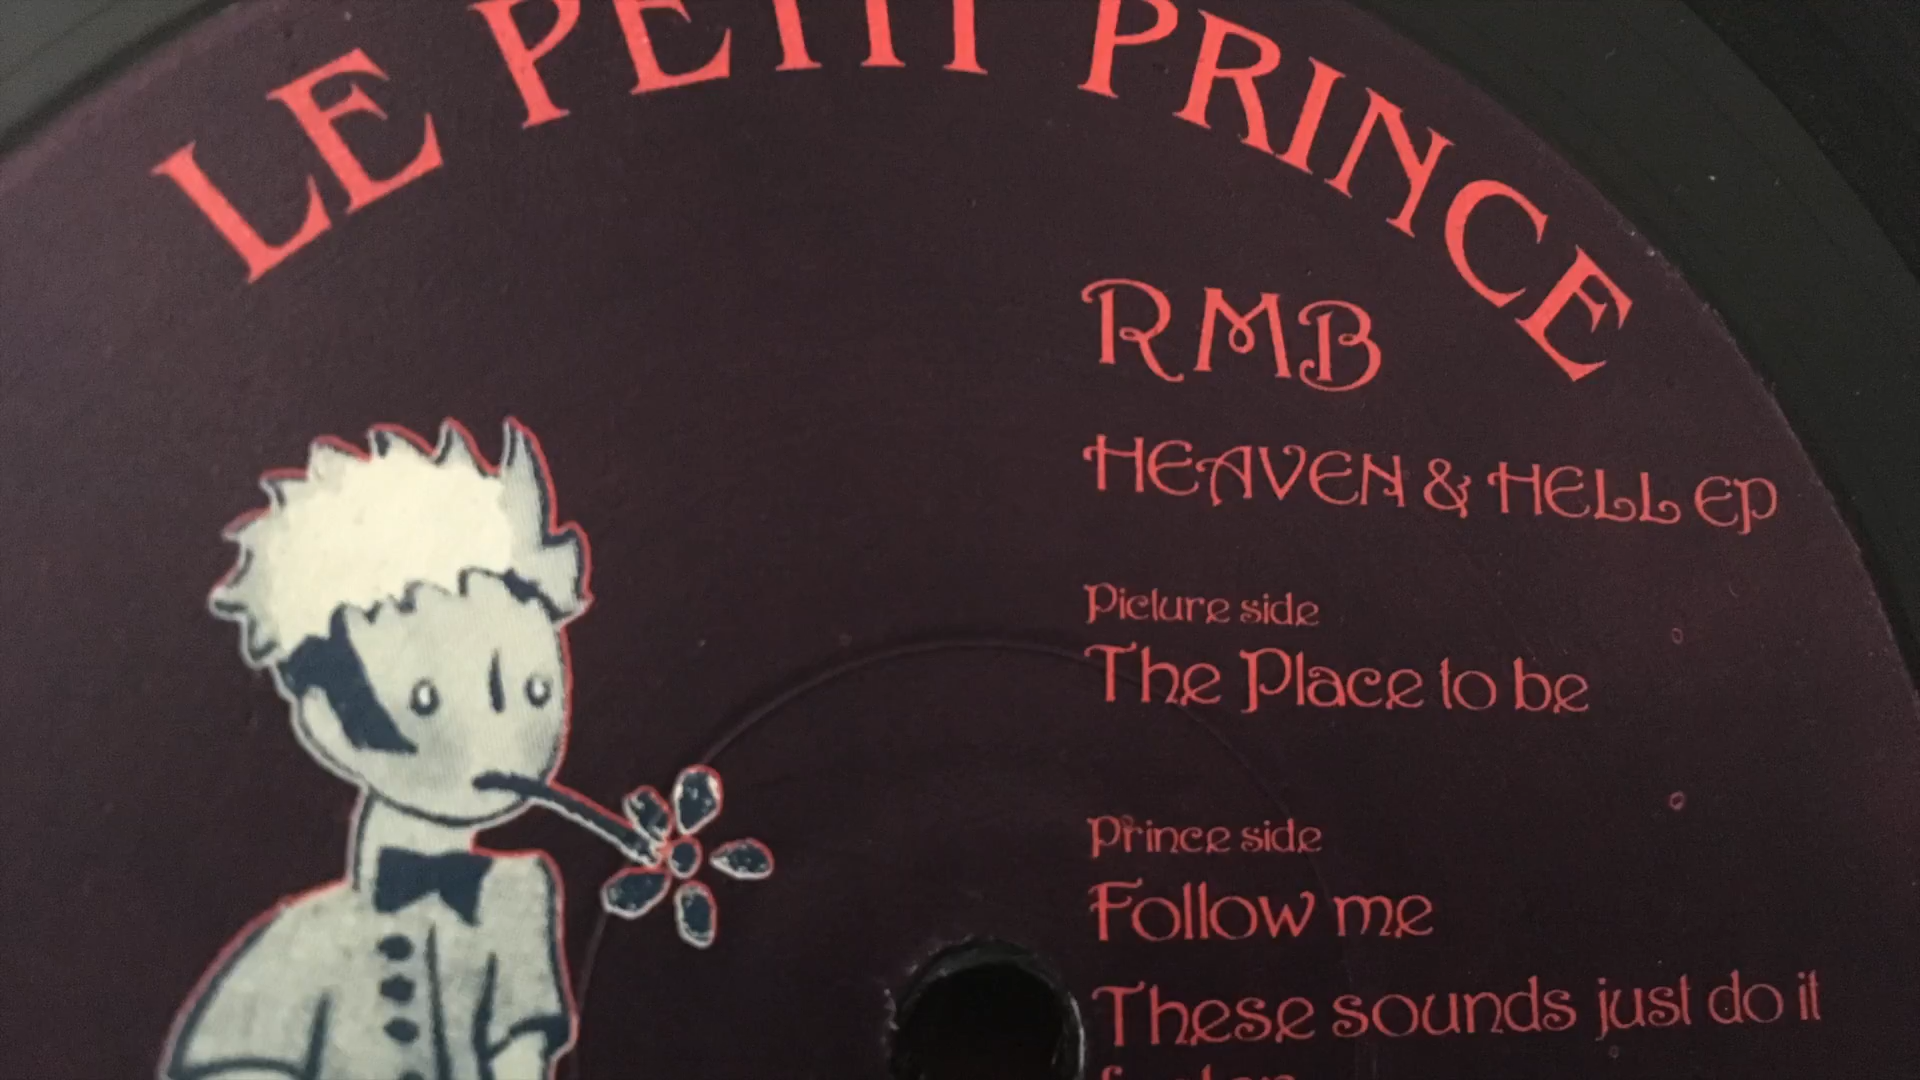 LE PETIT PRINCE
RMB
HEAVEN & HELL EP
Picture side
The Place to be
Prince side
Follow me
These sounds just do it